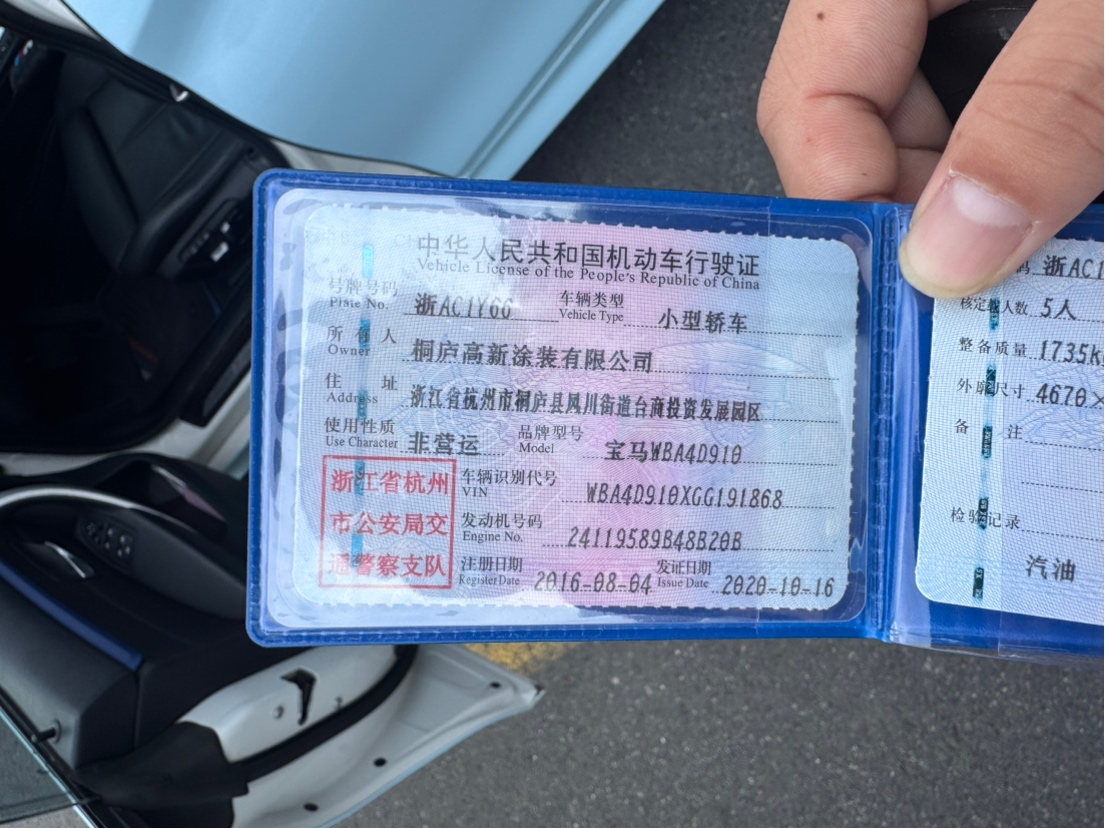 中华人民共和国机动车行驶证
Vehicle License of the People's Republic of China
号牌号码 浙AC1Y66 车辆类型 小型轿车
Plate No. Vehicle Type
所有人 桐庐高新涂装有限公司
Owner
住址 浙江省杭州市桐庐县凤川街道台商投资发展园区
Address
使用性质 非营运 品牌型号 宝马WBA4D910
Use Character Model
浙江省杭州
市公安局交
通警察支队
车辆识别代号 WBA4D910XGG191868
VIN
发动机号码 24119589B48B20B
Engine No.
注册日期 2016-08-04 发证日期 2020-10-16
Register Date Issue Date
码 浙AC1
核定载人数 5人
整备质量 1735K
外廓尺寸 4670×
备注
检验记录
汽油